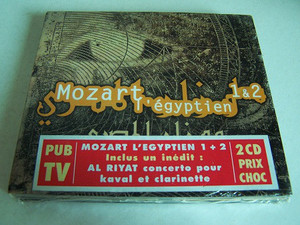 Mozart 1&2
l'égyptien
PUB
TV
MOZART L'EGYPTIEN 1 + 2
Inclus un inédit :
AL RIYAT concerto pour
kaval et clarinette
2CD
PRIX
CHOC